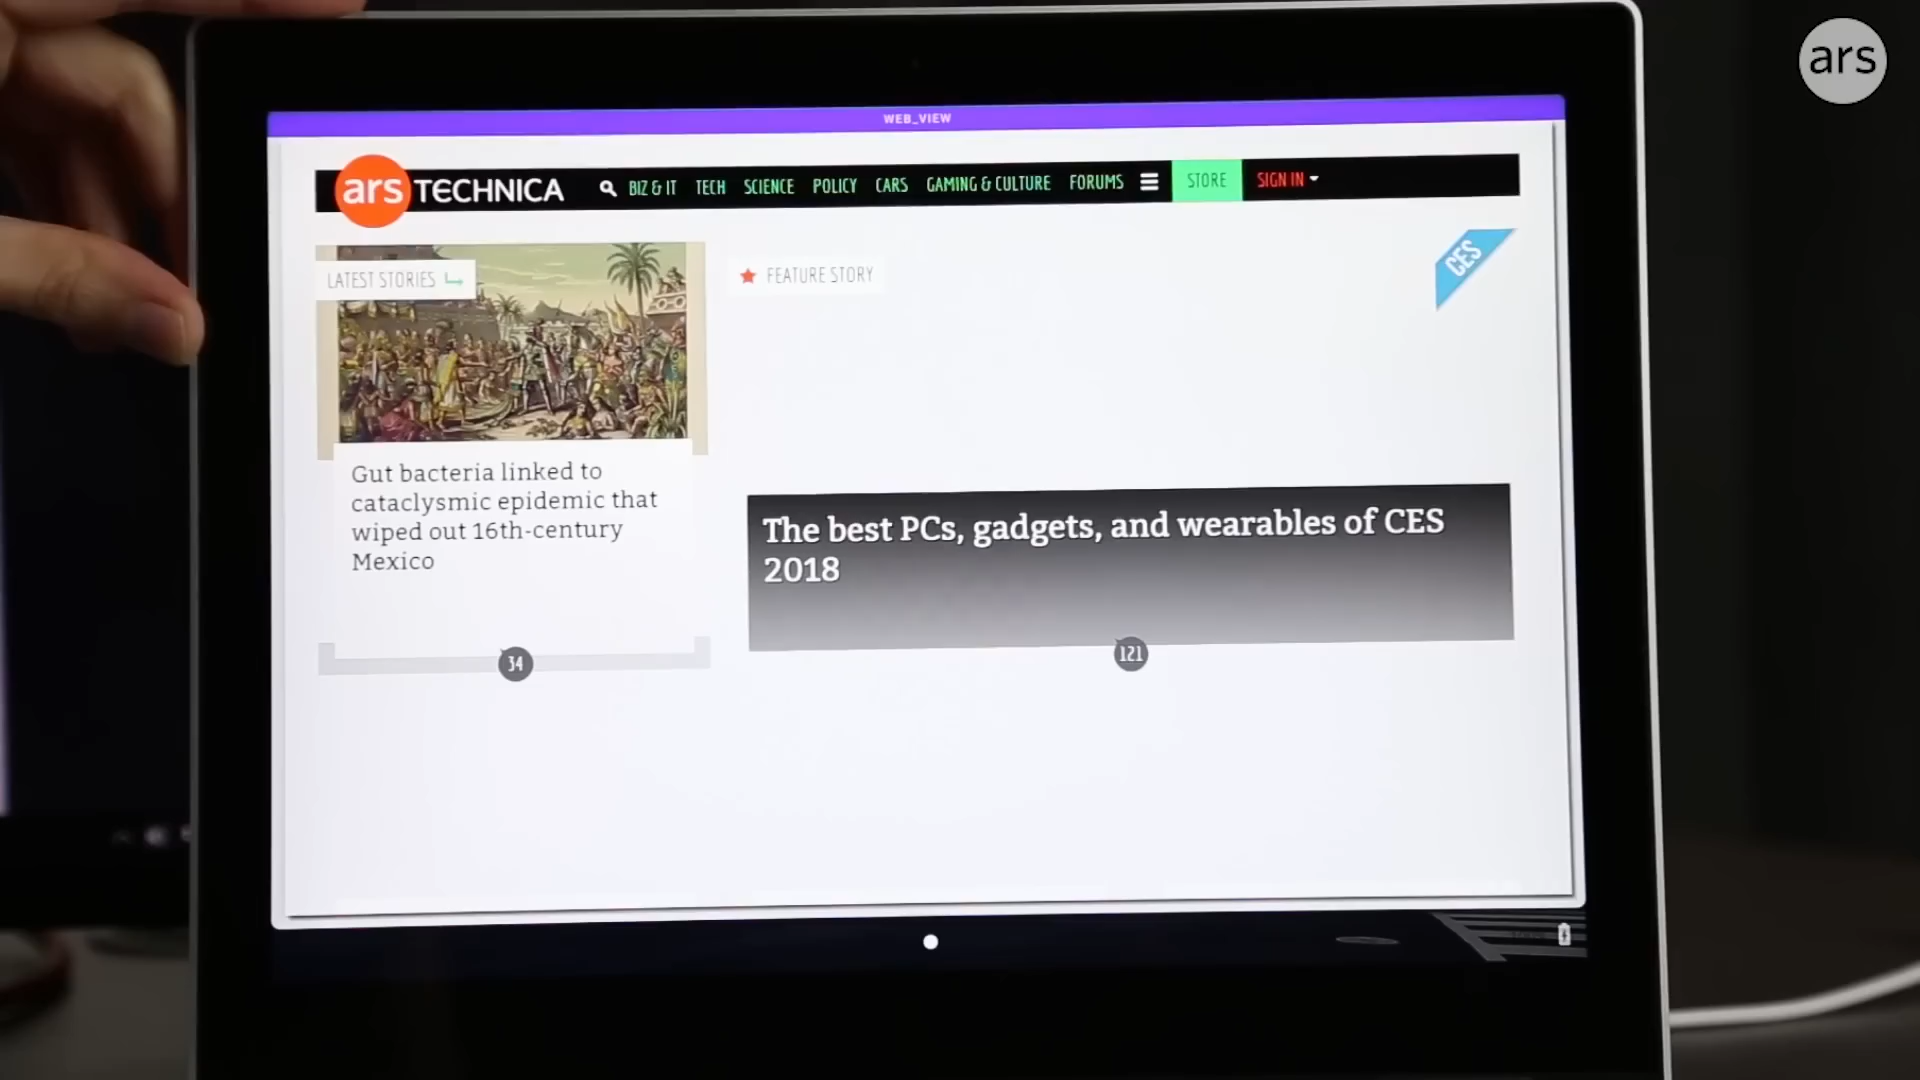 ars
WEB_VIEW
ars TECHNICA BIZ & IT TECH SCIENCE POLICY CARS GAMING & CULTURE FORUMS STORE SIGN IN
LATEST STORIES
FEATURE STORY
CES
Gut bacteria linked to
cataclysmic epidemic that
wiped out 16th-century
Mexico
34
The best PCs, gadgets, and wearables of CES
2018
121